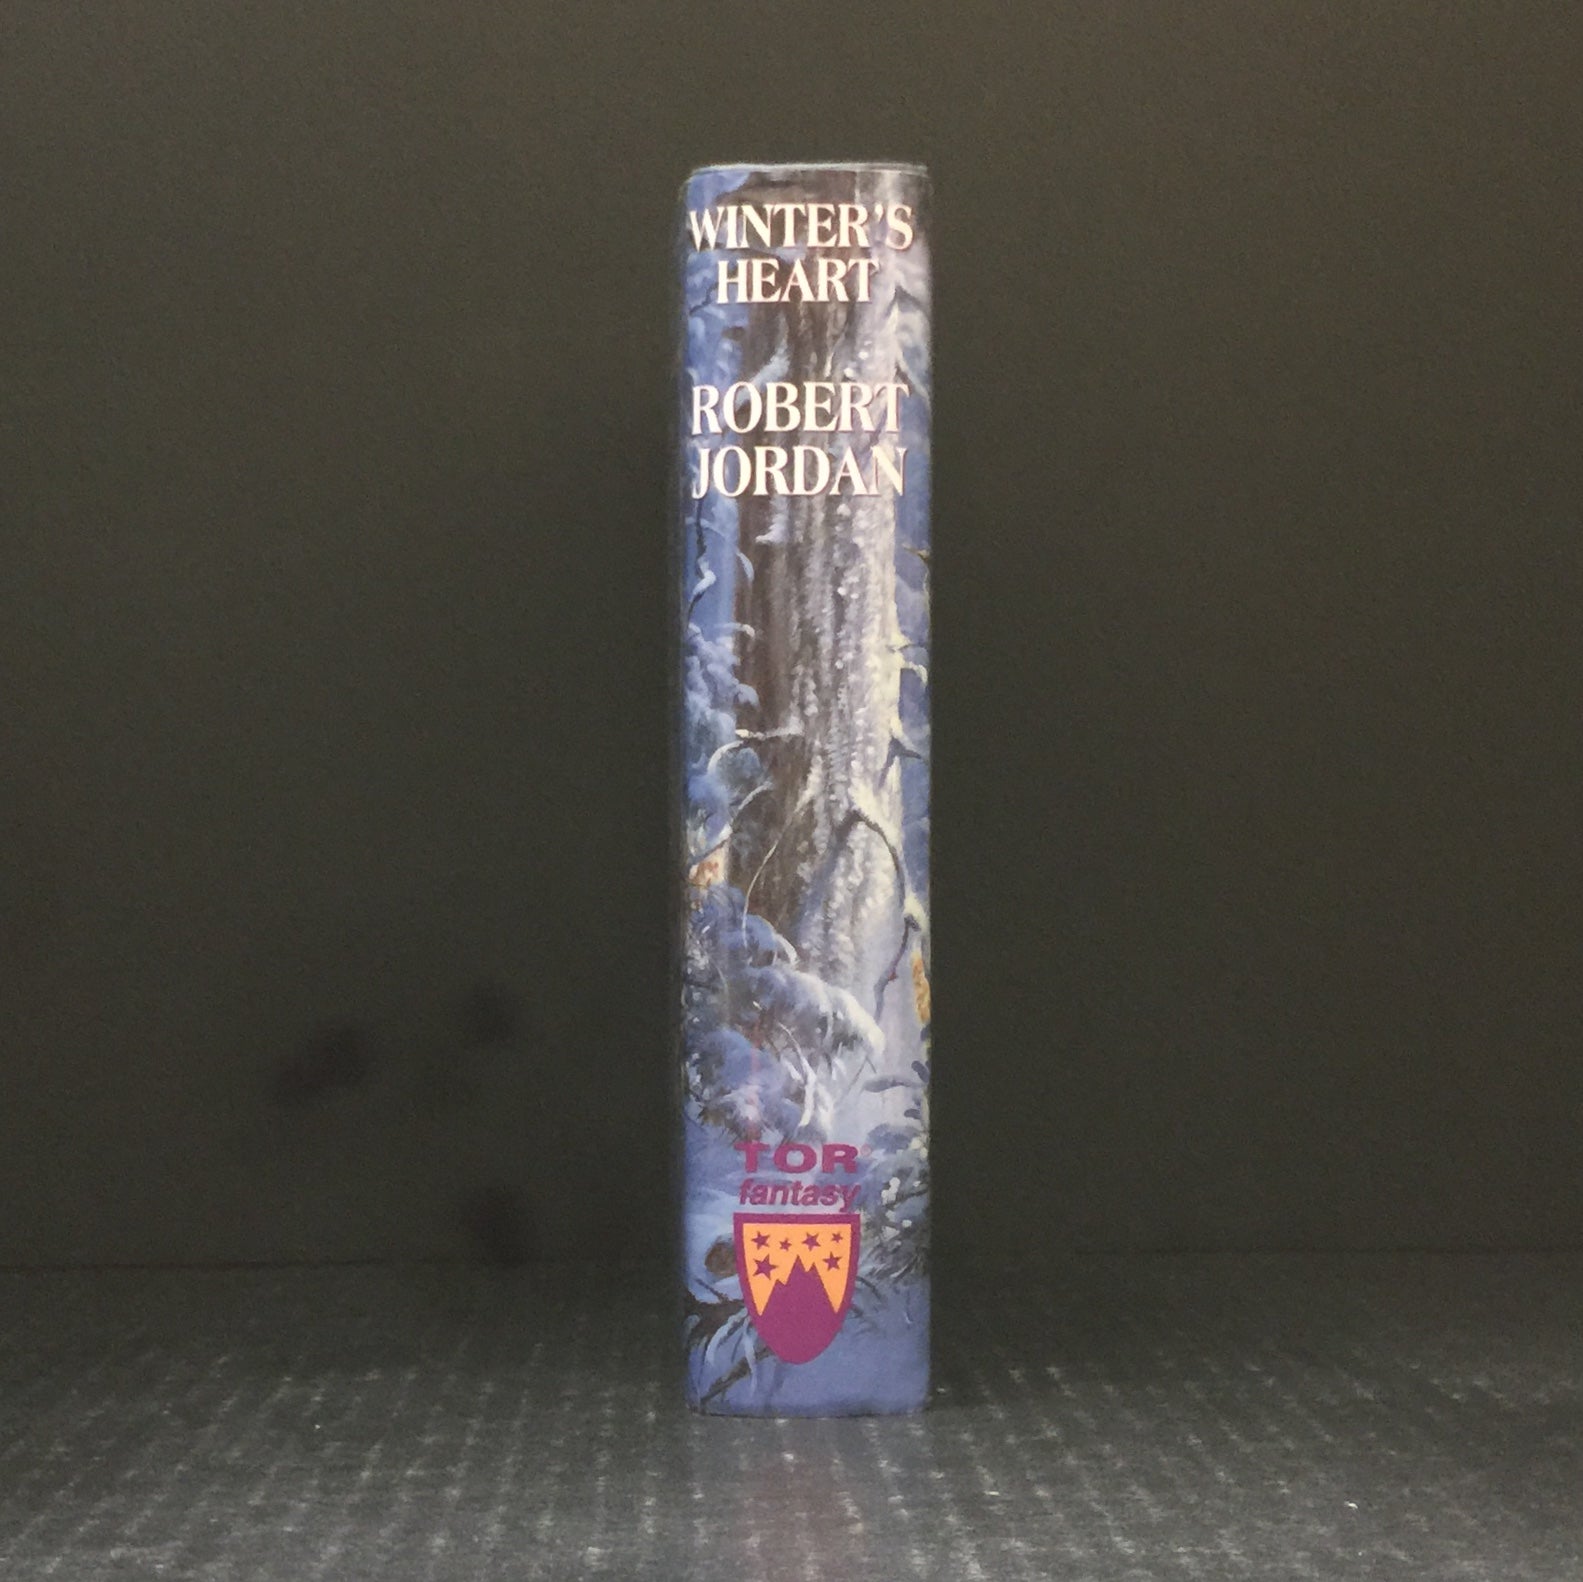 WINTER'S
HEART
ROBERT
JORDAN
TOR®
fantasy